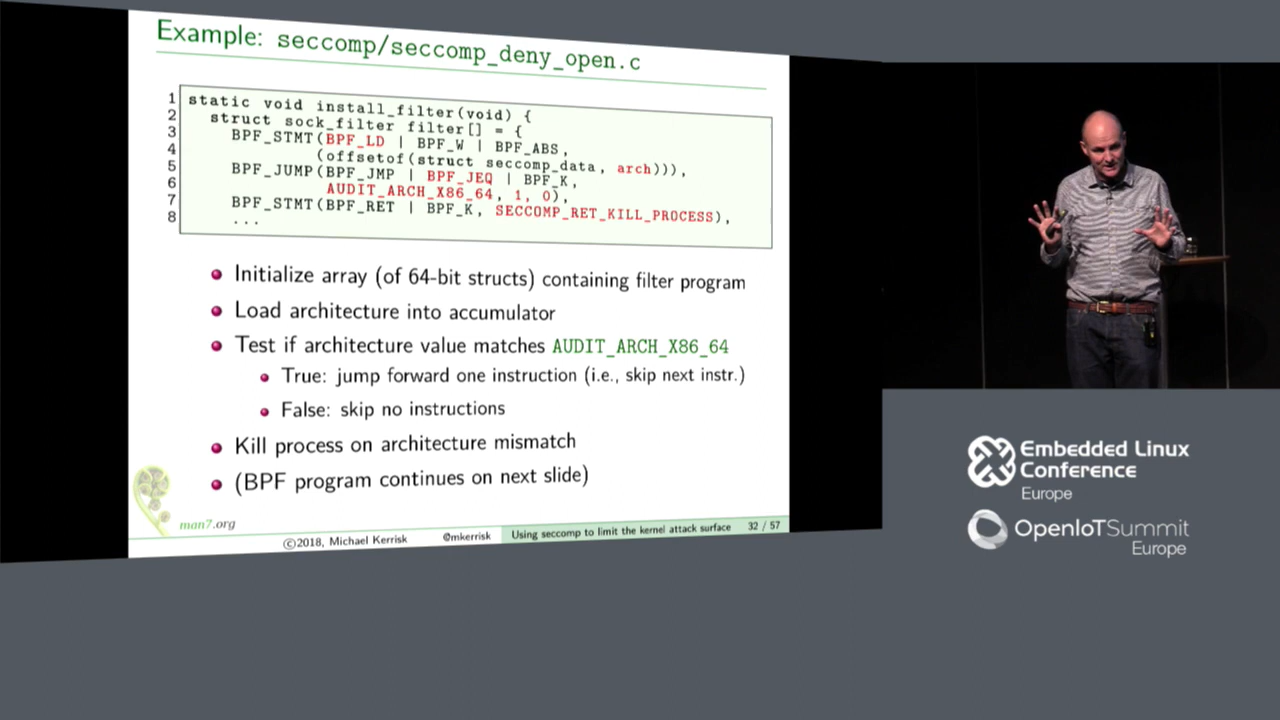 Example: seccomp/seccomp_deny_open.c
1 static void install_filter(void) {
2 struct sock_filter filter[] = {
3 BPF_STMT(BPF_LD | BPF_W | BPF_ABS,
4 (offsetof(struct seccomp_data, arch))),
5 BPF_JUMP(BPF_JMP | BPF_JEQ | BPF_K,
6 AUDIT_ARCH_X86_64, 1, 0),
7 BPF_STMT(BPF_RET | BPF_K, SECCOMP_RET_KILL_PROCESS),
8 ...
Initialize array (of 64-bit structs) containing filter program
Load architecture into accumulator
Test if architecture value matches AUDIT_ARCH_X86_64
True: jump forward one instruction (i.e., skip next instr.)
False: skip no instructions
Kill process on architecture mismatch
(BPF program continues on next slide)
man7.org
©2018, Michael Kerrisk @mkerrisk Using seccomp to limit the kernel attack surface 32 / 57
Embedded Linux
Conference
Europe
OpenIoTSummit
Europe